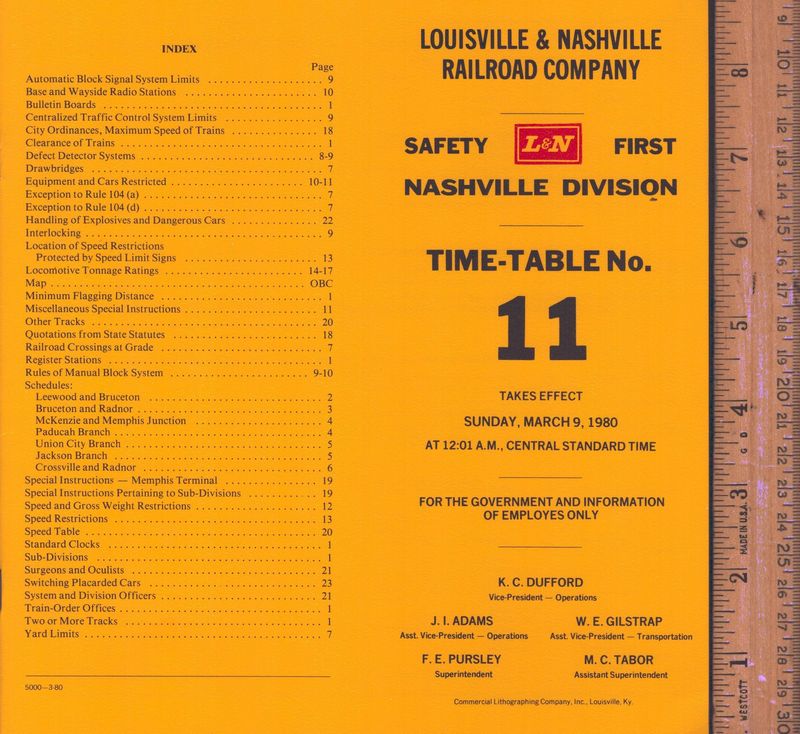 INDEX
Page
Automatic Block Signal System Limits . . . . . . . . . . . . . . . . . . . 9
Base and Wayside Radio Stations . . . . . . . . . . . . . . . . . . . . . 10
Bulletin Boards . . . . . . . . . . . . . . . . . . . . . . . . . . . . . . . . . 1
Centralized Traffic Control System Limits . . . . . . . . . . . . . . . . 9
City Ordinances, Maximum Speed of Trains . . . . . . . . . . . . . . 18
Clearance of Trains . . . . . . . . . . . . . . . . . . . . . . . . . . . . . . 1
Defect Detector Systems . . . . . . . . . . . . . . . . . . . . . . . . . . 8-9
Drawbridges . . . . . . . . . . . . . . . . . . . . . . . . . . . . . . . . . . . 7
Equipment and Cars Restricted . . . . . . . . . . . . . . . . . . . . . 10-11
Exception to Rule 104 (a) . . . . . . . . . . . . . . . . . . . . . . . . . . . 7
Exception to Rule 104 (d) . . . . . . . . . . . . . . . . . . . . . . . . . . . 7
Handling of Explosives and Dangerous Cars . . . . . . . . . . . . . . 22
Interlocking . . . . . . . . . . . . . . . . . . . . . . . . . . . . . . . . . . . . 9
Location of Speed Restrictions
Protected by Speed Limit Signs . . . . . . . . . . . . . . . . . . . . . 13
Locomotive Tonnage Ratings . . . . . . . . . . . . . . . . . . . . . . 14-17
Map . . . . . . . . . . . . . . . . . . . . . . . . . . . . . . . . . . . . . . . OBC
Minimum Flagging Distance . . . . . . . . . . . . . . . . . . . . . . . . . 1
Miscellaneous Special Instructions . . . . . . . . . . . . . . . . . . . . 11
Other Tracks . . . . . . . . . . . . . . . . . . . . . . . . . . . . . . . . . . . 20
Quotations from State Statutes . . . . . . . . . . . . . . . . . . . . . . . 18
Railroad Crossings at Grade . . . . . . . . . . . . . . . . . . . . . . . . . 7
Register Stations . . . . . . . . . . . . . . . . . . . . . . . . . . . . . . . . 1
Rules of Manual Block System . . . . . . . . . . . . . . . . . . . . . . 9-10
Schedules:
Leewood and Bruceton . . . . . . . . . . . . . . . . . . . . . . . . . . . 2
Bruceton and Radnor . . . . . . . . . . . . . . . . . . . . . . . . . . . . 3
McKenzie and Memphis Junction . . . . . . . . . . . . . . . . . . . . 4
Paducah Branch . . . . . . . . . . . . . . . . . . . . . . . . . . . . . . . . 4
Union City Branch . . . . . . . . . . . . . . . . . . . . . . . . . . . . . . 5
Jackson Branch . . . . . . . . . . . . . . . . . . . . . . . . . . . . . . . . 5
Crossville and Radnor . . . . . . . . . . . . . . . . . . . . . . . . . . . 6
Special Instructions — Memphis Terminal . . . . . . . . . . . . . . . 19
Special Instructions Pertaining to Sub-Divisions . . . . . . . . . . . 19
Speed and Gross Weight Restrictions . . . . . . . . . . . . . . . . . . . 12
Speed Restrictions . . . . . . . . . . . . . . . . . . . . . . . . . . . . . . . 13
Speed Table . . . . . . . . . . . . . . . . . . . . . . . . . . . . . . . . . . . 20
Standard Clocks . . . . . . . . . . . . . . . . . . . . . . . . . . . . . . . . . 1
Sub-Divisions . . . . . . . . . . . . . . . . . . . . . . . . . . . . . . . . . . . 1
Surgeons and Oculists . . . . . . . . . . . . . . . . . . . . . . . . . . . . . 21
Switching Placarded Cars . . . . . . . . . . . . . . . . . . . . . . . . . . 23
System and Division Officers . . . . . . . . . . . . . . . . . . . . . . . . 21
Train-Order Offices . . . . . . . . . . . . . . . . . . . . . . . . . . . . . . . 1
Two or More Tracks . . . . . . . . . . . . . . . . . . . . . . . . . . . . . . 1
Yard Limits . . . . . . . . . . . . . . . . . . . . . . . . . . . . . . . . . . . . 7
5000—3-80
LOUISVILLE & NASHVILLE
RAILROAD COMPANY
SAFETY L&N FIRST
NASHVILLE DIVISION
TIME-TABLE No.
11
TAKES EFFECT
SUNDAY, MARCH 9, 1980
AT 12:01 A.M., CENTRAL STANDARD TIME
FOR THE GOVERNMENT AND INFORMATION
OF EMPLOYES ONLY
K. C. DUFFORD
Vice-President — Operations
J. I. ADAMS W. E. GILSTRAP
Asst. Vice-President — Operations Asst. Vice-President — Transportation
F. E. PURSLEY M. C. TABOR
Superintendent Assistant Superintendent
Commercial Lithographing Company, Inc., Louisville, Ky.
8
7
6
5
4
3
2
1
G D
MADE IN U.S.A.
WESTCOTT
9 10 11 12 13 14 15 16 17 18 19 20 21 22 23 24 25 26 27 28 29 30